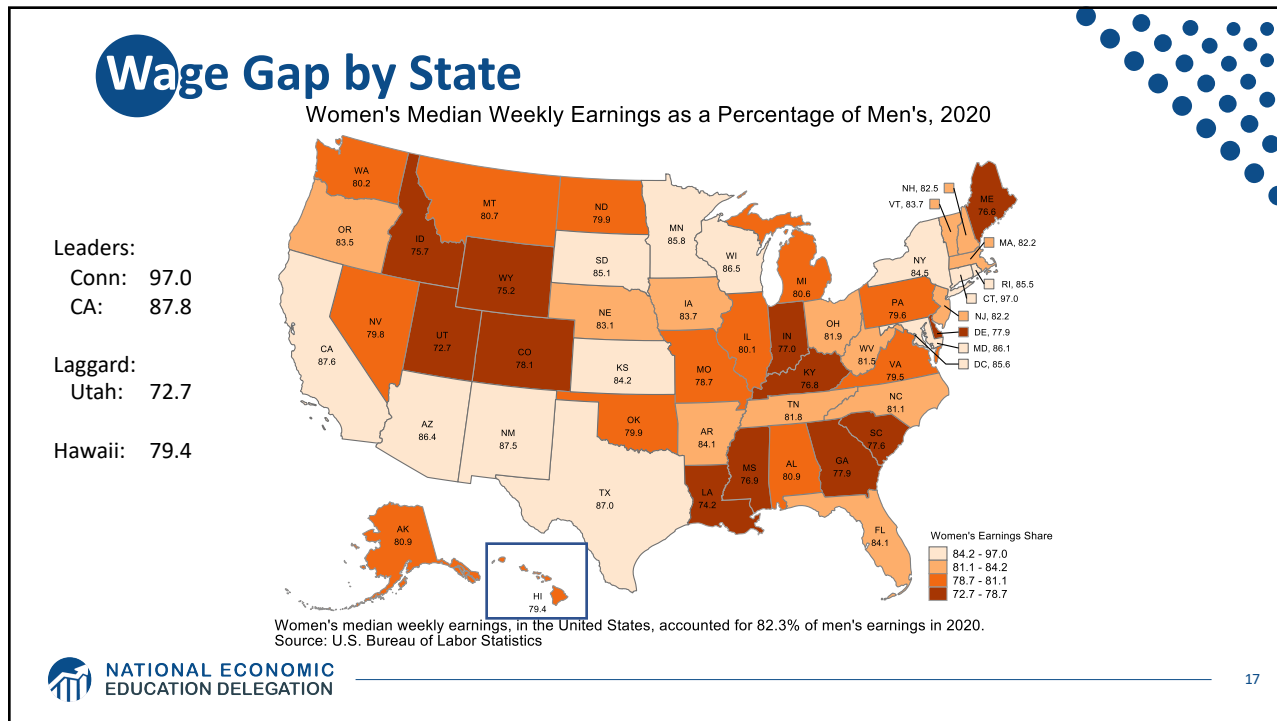 Wage Gap by State
Women's Median Weekly Earnings as a Percentage of Men's, 2020
Leaders:
Conn: 97.0
CA: 87.8
Laggard:
Utah: 72.7
Hawaii: 79.4
WA
80.2
OR
83.5
CA
87.6
NV
79.8
ID
75.7
MT
80.7
WY
75.2
UT
72.7
CO
78.1
AZ
86.4
NM
87.5
ND
79.9
SD
85.1
NE
83.1
KS
84.2
OK
79.9
TX
87.0
MN
85.8
IA
83.7
MO
78.7
AR
84.1
LA
74.2
WI
86.5
IL
80.1
MI
80.6
IN
77.0
OH
81.9
KY
76.8
TN
81.8
MS
76.9
AL
80.9
GA
77.9
FL
84.1
SC
77.6
NC
81.1
VA
79.5
WV
81.5
PA
79.6
NY
84.5
ME
76.6
NH, 82.5
VT, 83.7
MA, 82.2
RI, 85.5
CT, 97.0
NJ, 82.2
DE, 77.9
MD, 86.1
DC, 85.6
AK
80.9
HI
79.4
Women's Earnings Share
84.2 - 97.0
81.1 - 84.2
78.7 - 81.1
72.7 - 78.7
Women's median weekly earnings, in the United States, accounted for 82.3% of men's earnings in 2020.
Source: U.S. Bureau of Labor Statistics
NATIONAL ECONOMIC
EDUCATION DELEGATION
17